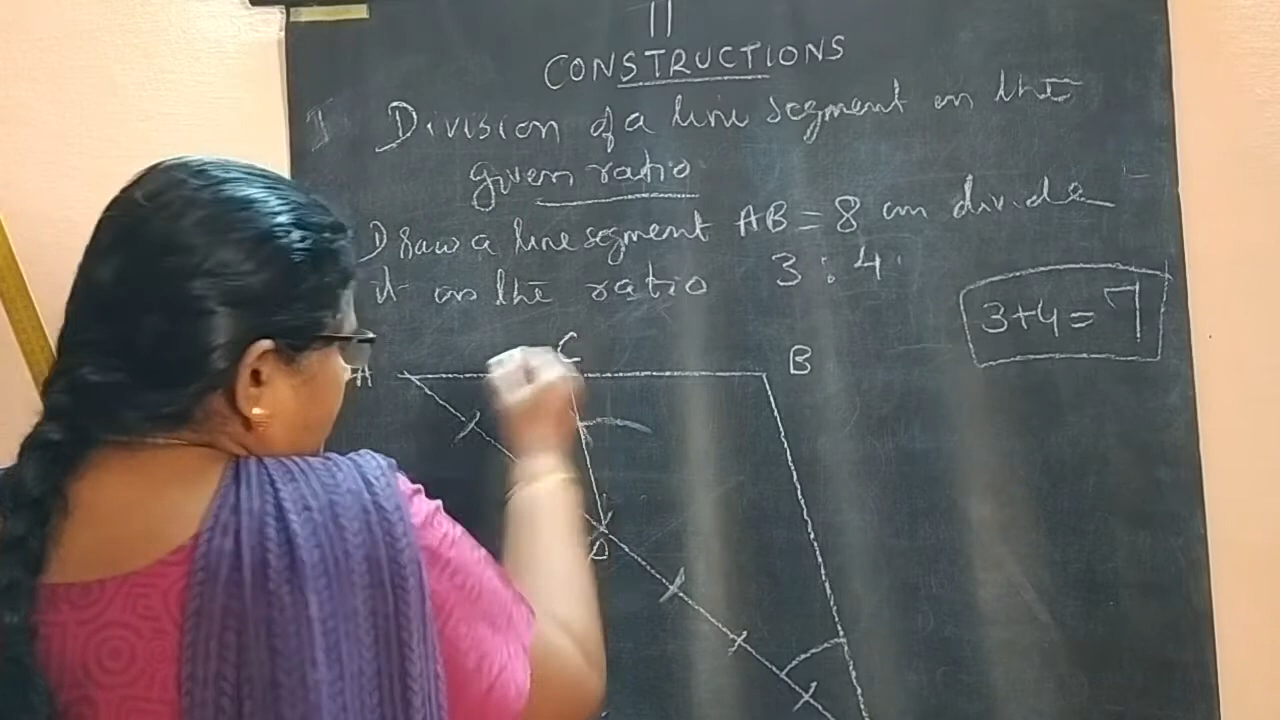 11
CONSTRUCTIONS
I Division of a line segment in the
given ratio
Draw a line segment AB = 8 cm divide
it in the ratio 3 : 4
3+4=7
A C B
D